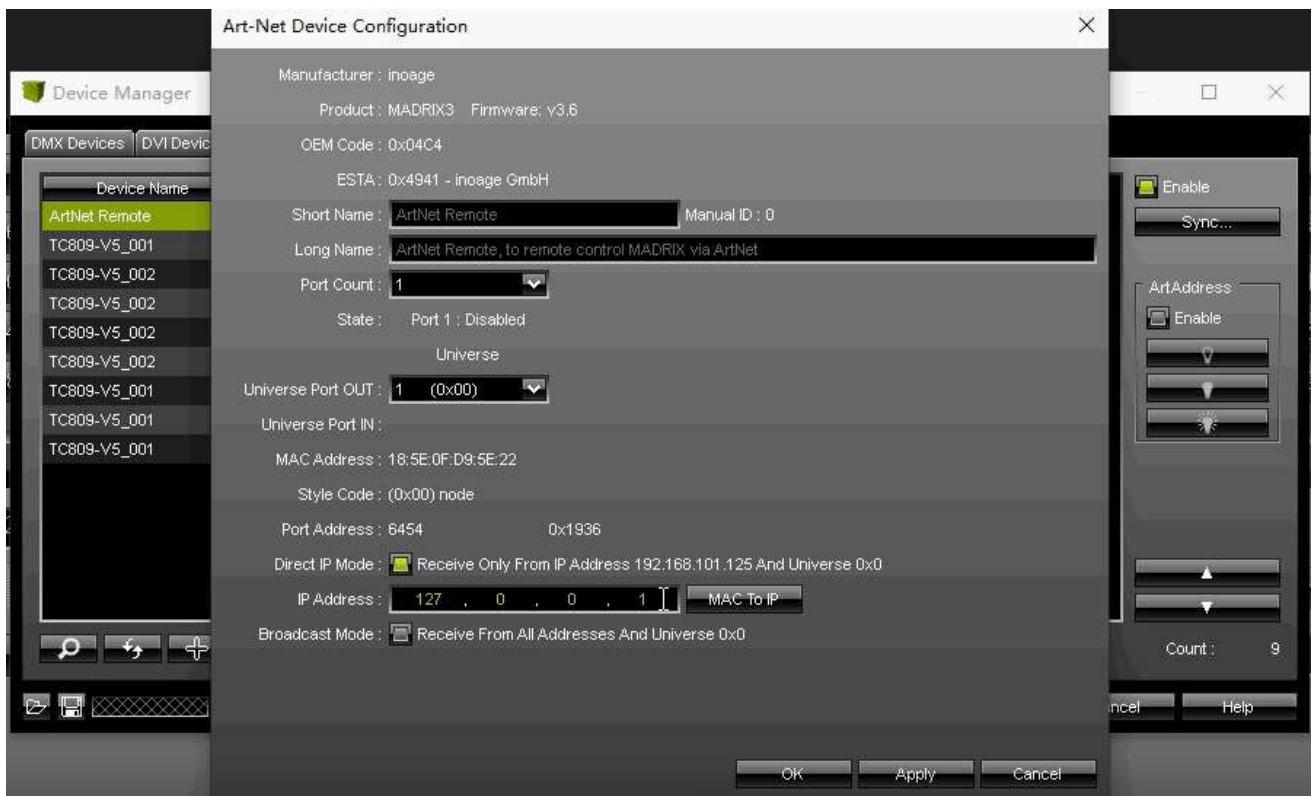 Art-Net Device Configuration
Device Manager
DMX Devices
DVI Devic
Device Name
ArtNet Remote
TC809-V5_001
TC809-V5_002
TC809-V5_002
TC809-V5_002
TC809-V5_002
TC809-V5_001
TC809-V5_001
TC809-V5_001
Manufacturer : inoage
Product : MADRIX3 Firmware: v3.6
OEM Code : 0x04C4
ESTA : 0x4941 - inoage GmbH
Short Name : ArtNet Remote Manual ID : 0
Long Name : ArtNet Remote, to remote control MADRIX via ArtNet
Port Count : 1
State : Port 1 : Disabled
Universe
Universe Port OUT : 1 (0x00)
Universe Port IN :
MAC Address : 18:5E:0F:D9:5E:22
Style Code : (0x00) node
Port Address : 6454 0x1936
Direct IP Mode : Receive Only From IP Address 192.168.101.125 And Universe 0x0
IP Address : 127 . 0 . 0 . 1 MAC To IP
Broadcast Mode : Receive From All Addresses And Universe 0x0
OK Apply Cancel
Enable
Sync...
ArtAddress
Enable
Count : 9
ncel Help